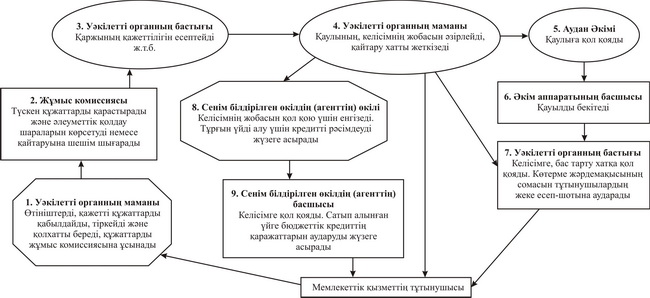 3. Уәкілетті органның бастығы
Қаржының қажеттілігін есептейді
ж.т.б.
4. Уәкілетті органның маманы
Қаулының, келісімнің жобасын әзірлейді,
қайтару хатты жеткізеді
5. Аудан Әкімі
Қаулыға қол қояды
2. Жұмыс комиссиясы
Түскен құжаттарды қарастырады
және әлеуметтік қолдау
шараларын көрсетуді немесе
қайтаруына шешім шығарады
8. Сенім білдірілген өкілдің (агенттің) өкілі
Келісімнің жобасын қол қою үшін енгізеді.
Тұрғын үйді алу үшін кредитті рәсімдеуді
жүзеге асырады
6. Әкім аппаратының басшысы
Қауылды бекітеді
7. Уәкілетті органның бастығы
Келісімге, бас тарту хатқа қол
қояды. Көтерме жәрдемақысының
сомасын тұтынушылардың
жеке есеп-шотына аударады
1. Уәкілетті органның маманы
Өтініштерді, қажетті құжаттарды
қабылдайды, тіркейді және
қолхатты береді, құжаттарды
жұмыс комиссиясына ұсынады
9. Сенім білдірілген өкілдің (агенттің)
басшысы
Келісімге қол қояды. Сатып алынған
үйге бюджеттік кредиттің
қаражаттарын аударуды жүзеге
асырады
Мемлекеттік қызметтің тұтынушысы